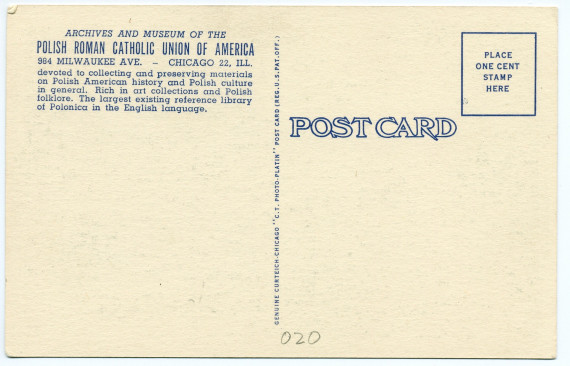 ARCHIVES AND MUSEUM OF THE
POLISH ROMAN CATHOLIC UNION OF AMERICA
984 MILWAUKEE AVE. – CHICAGO 22, ILL.
devoted to collecting and preserving materials
on Polish American history and Polish culture
in general. Rich in art collections and Polish
folklore. The largest existing reference library
of Polonica in the English language.
GENUINE CURTEICH-CHICAGO "C.T. PHOTO-PLATIN" POST CARD (REG. U.S. PAT. OFF.)
POST CARD
PLACE
ONE CENT
STAMP
HERE
020